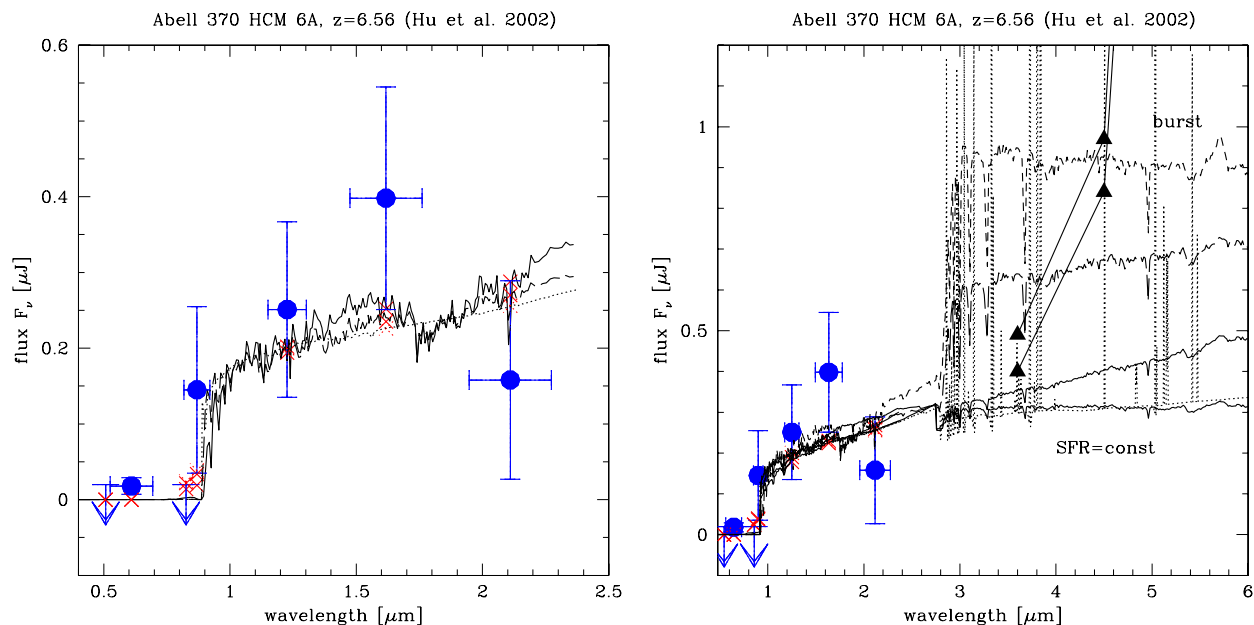 Abell 370 HCM 6A, z=6.56 (Hu et al. 2002)
flux Fν [μJ]
0.6
0.4
0.2
0
0.5
1
1.5
2
2.5
wavelength [μm]
Abell 370 HCM 6A, z=6.56 (Hu et al. 2002)
flux Fν [μJ]
1
0.5
0
burst
SFR=const
1
2
3
4
5
6
wavelength [μm]